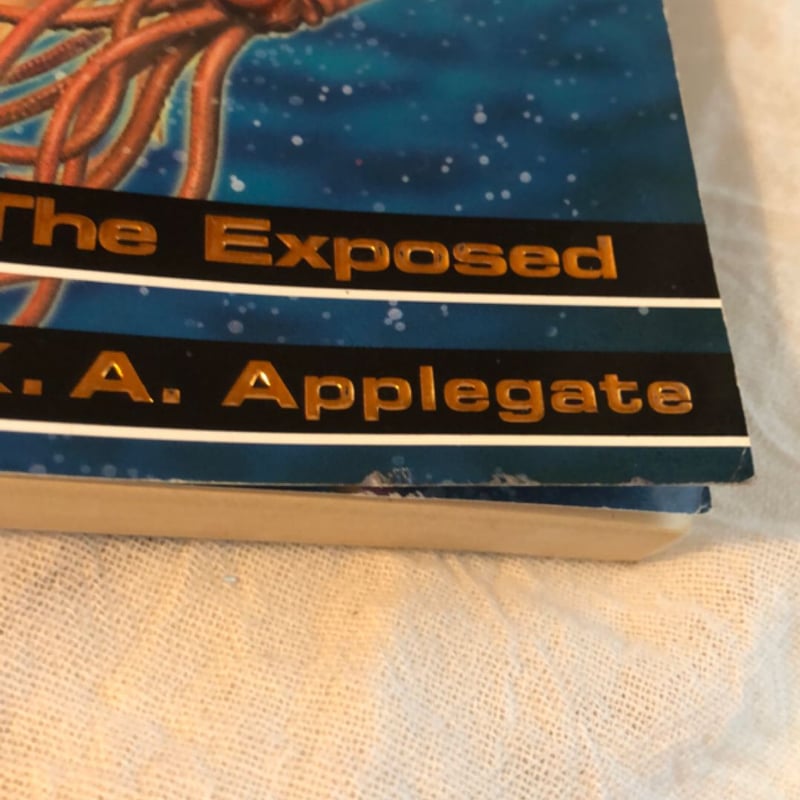 The Exposed
K. A. Applegate